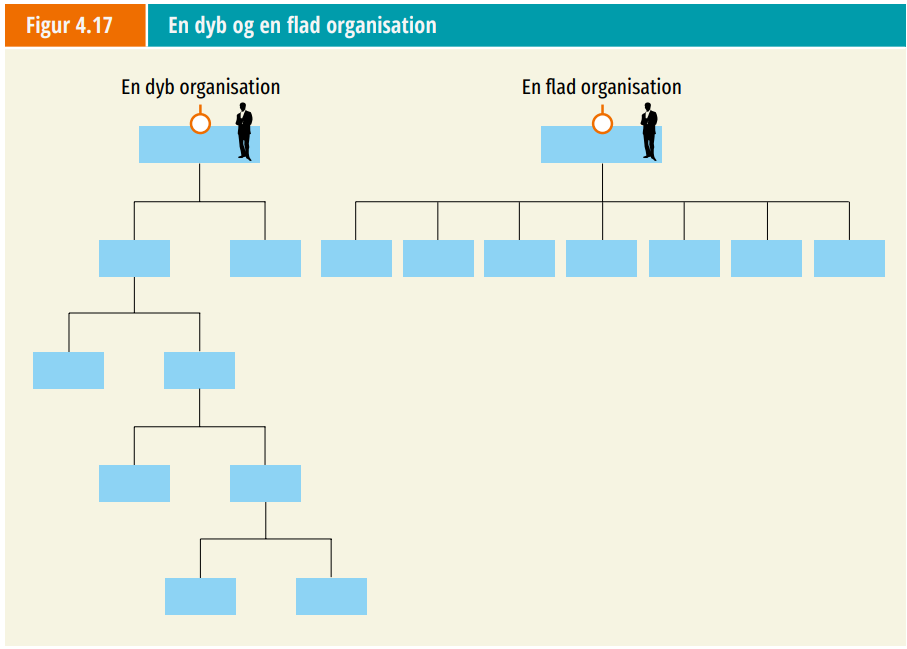 Figur 4.17
En dyb og en flad organisation
En dyb organisation
En flad organisation